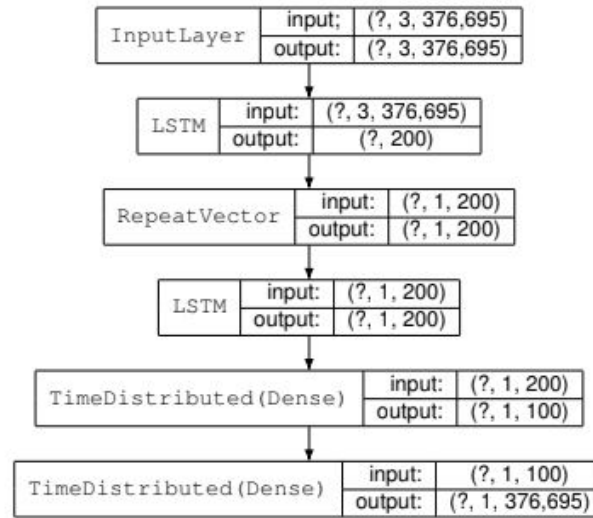 InputLayer
input; (?, 3, 376,695)
output: (?, 3, 376,695)
LSTM
input: (?, 3, 376,695)
output: (?, 200)
RepeatVector
input: (?, 1, 200)
output: (?, 1, 200)
LSTM
input: (?, 1, 200)
output: (?, 1, 200)
TimeDistributed(Dense)
input: (?, 1, 200)
output: (?, 1, 100)
TimeDistributed(Dense)
input: (?, 1, 100)
output: (?, 1, 376,695)